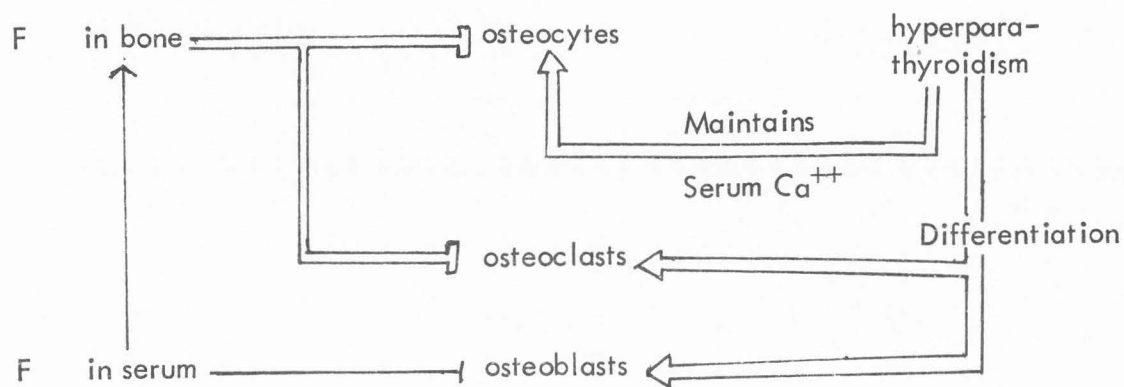 F in bone osteocytes hyperpara-
thyroidism
Maintains
Serum Ca⁺⁺
Differentiation
osteoclasts
F in serum osteoblasts